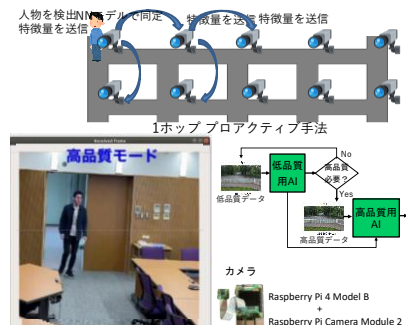 人物を検出NNモデルで同定
特徴量を送信
特徴量を送信
特徴量を送信
1ホップ プロアクティブ手法
Received Frame
高品質モード
低品質
用AI
No
高品質
必要?
Yes
低品質データ
高品質用
AI
高品質データ
カメラ
Raspberry Pi 4 Model B
+
Raspberry Pi Camera Module 2